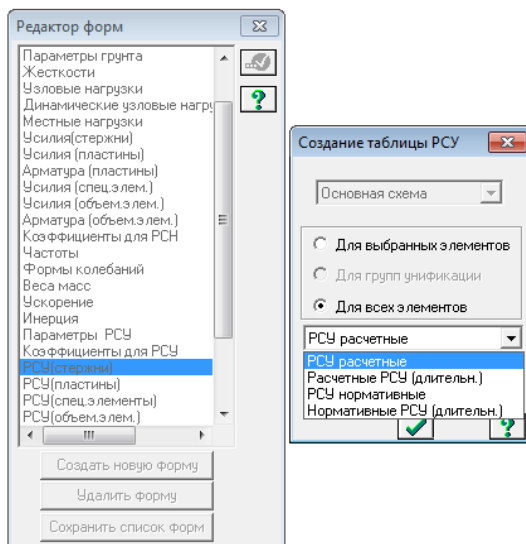 Редактор форм
Параметры грунта
Жесткости
Узловые нагрузки
Динамические узловые нагру
Местные нагрузки
Усилия(стержни)
Усилия (пластины)
Арматура (пластины)
Усилия (спец.элем.)
Усилия (объем.элем.)
Арматура (объем.элем.)
Коэффициенты для РСН
Частоты
Формы колебаний
Веса масс
Ускорение
Инерция
Параметры РСУ
Коэффициенты для РСУ
РСУ(стержни)
РСУ(пластины)
РСУ(спец.элементы)
РСУ(объем.элем.)
Создать новую форму
Удалить форму
Сохранить список форм
Создание таблицы РСУ
Основная схема
Для выбранных элементов
Для групп унификации
Для всех элементов
РСУ расчетные
РСУ расчетные
Расчетные РСУ (длительн.)
РСУ нормативные
Нормативные РСУ (длительн.)